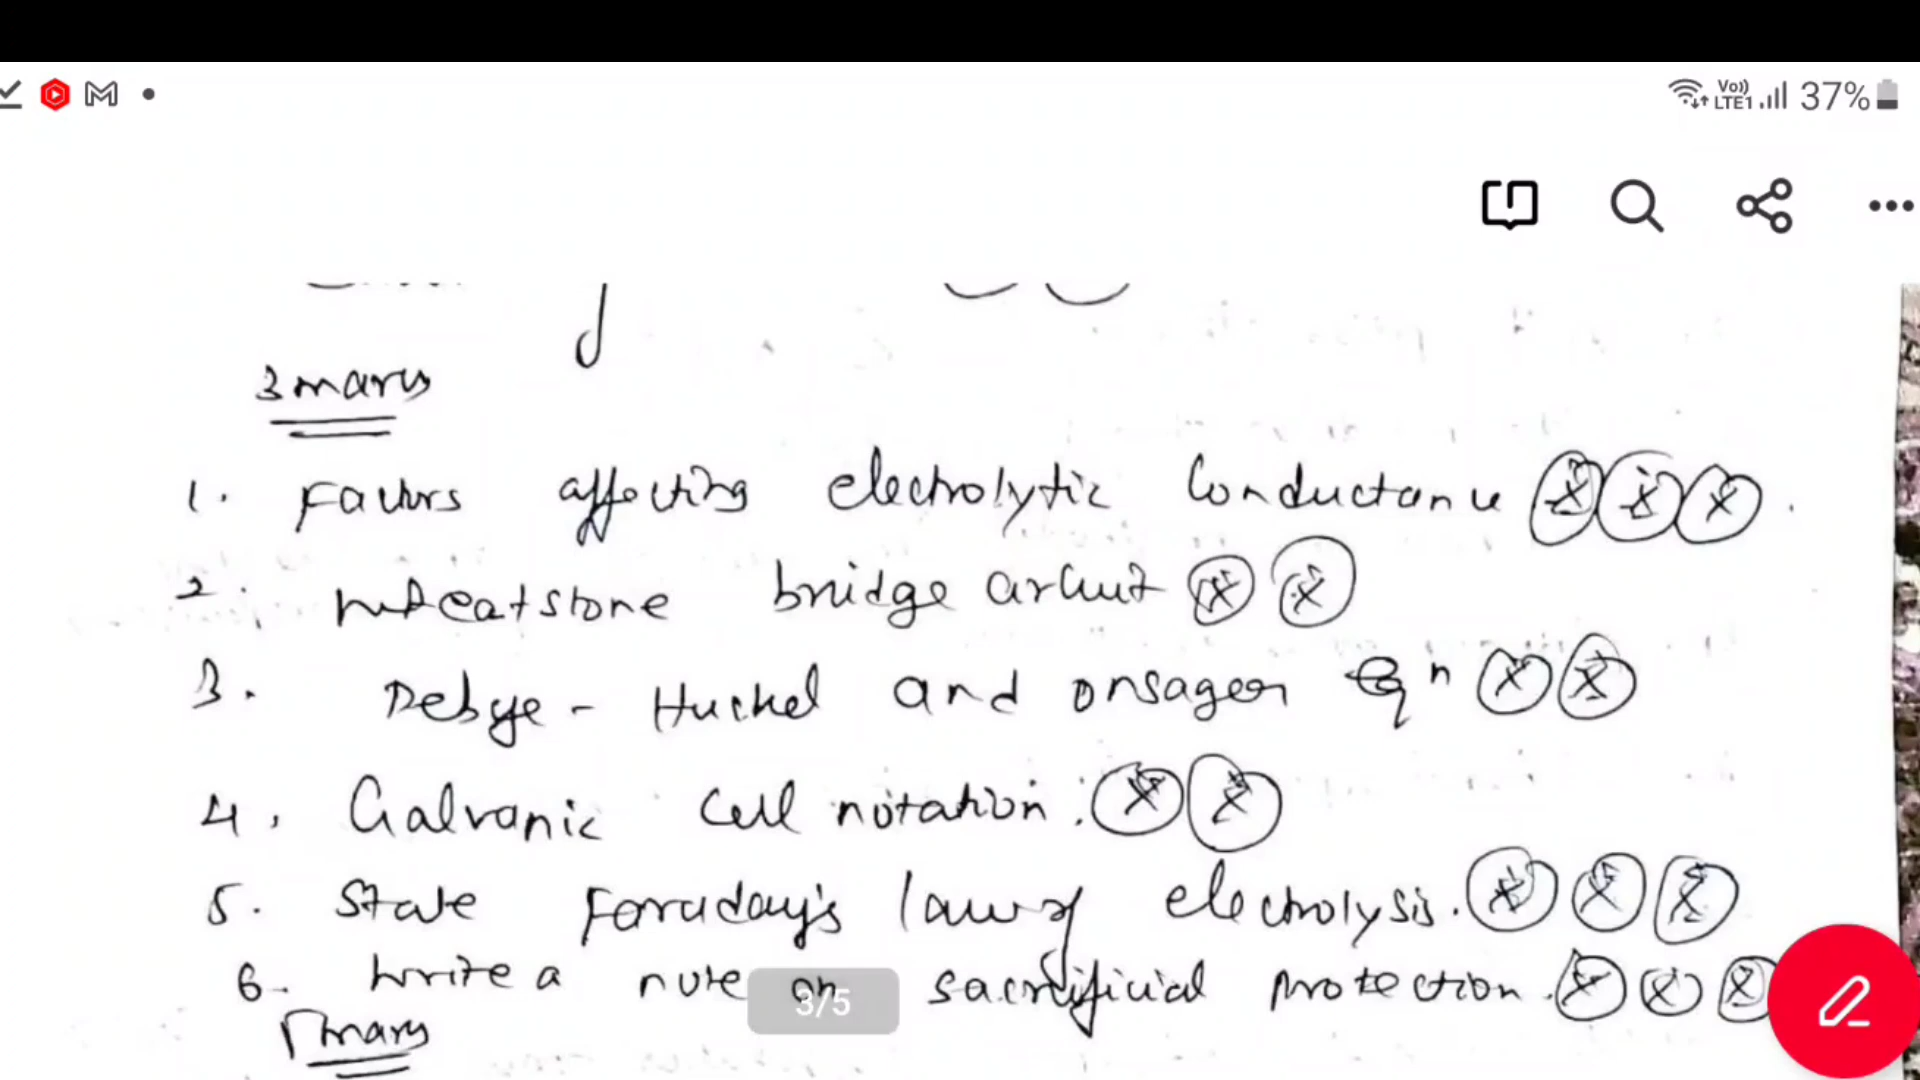 37%
3 marks
1. Factors affecting electrolytic Conductance
2. wheatstone bridge circuit
3. Debye - Huckel and onsager Eqn
4. Galvanic Cell notation.
5. State Faraday's law of electrolysis.
6. Write a note on sacrificial protection.
3/5
5 marks